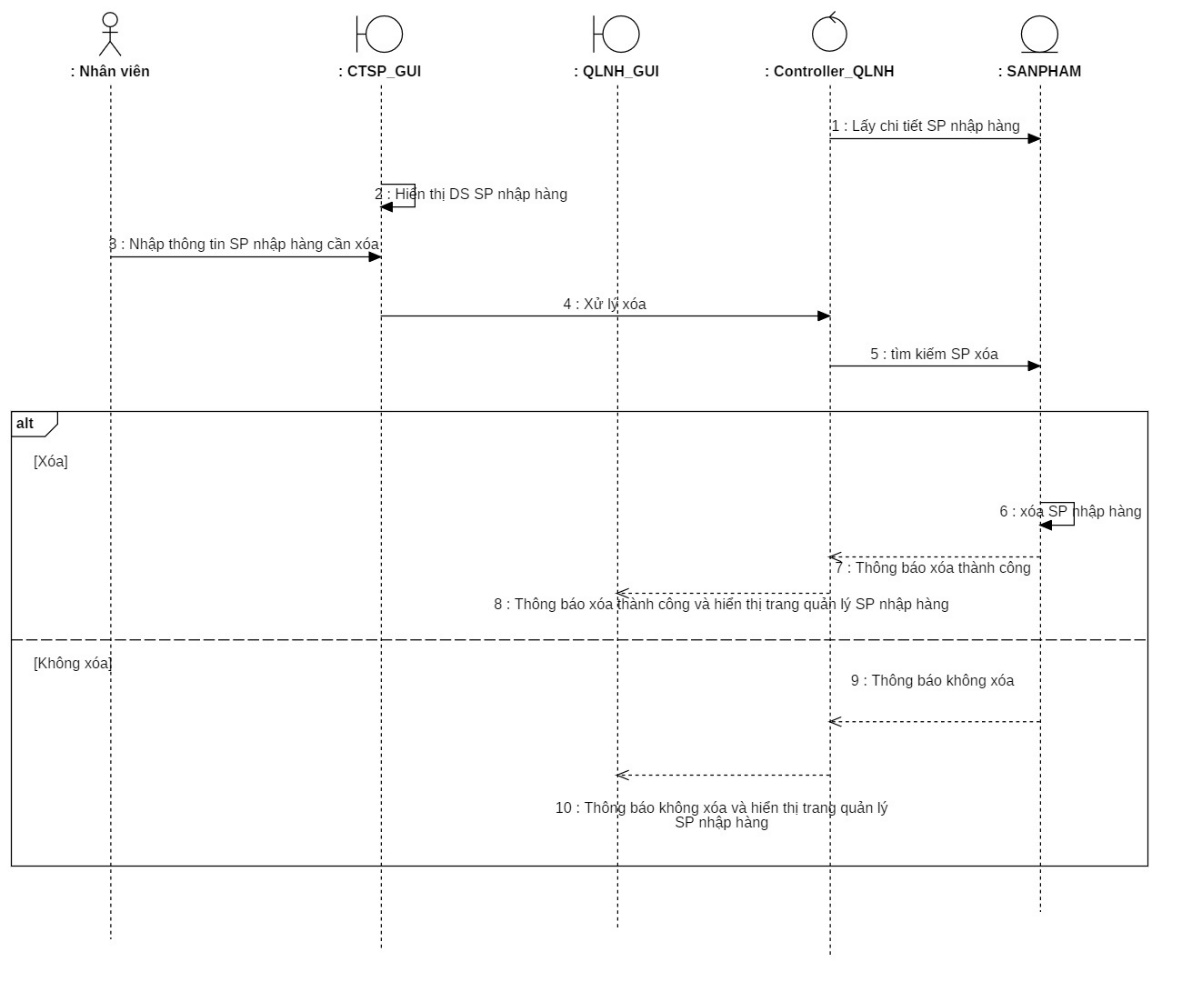 : Nhân viên
: CTSP_GUI
: QLNH_GUI
: Controller_QLNH
: SANPHAM
1 : Lấy chi tiết SP nhập hàng
2 : Hiển thị DS SP nhập hàng
3 : Nhập thông tin SP nhập hàng cần xóa
4 : Xử lý xóa
5 : tìm kiếm SP xóa
alt
[Xóa]
6 : xóa SP nhập hàng
7 : Thông báo xóa thành công
8 : Thông báo xóa thành công và hiển thị trang quản lý SP nhập hàng
[Không xóa]
9 : Thông báo không xóa
10 : Thông báo không xóa và hiển thị trang quản lý
SP nhập hàng